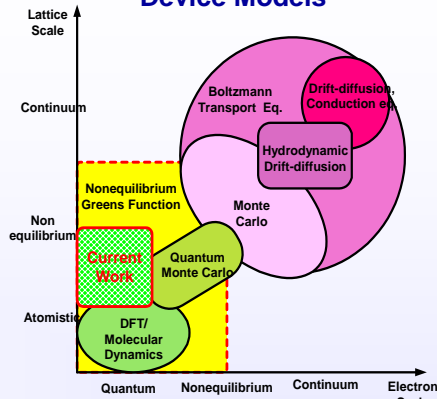 Device Models
Lattice
Scale
Continuum
Non
equilibrium
Atomistic
Boltzmann
Transport Eq.
Drift-diffusion,
Conduction eq.
Hydrodynamic
Drift-diffusion
Nonequilibrium
Greens Function
Monte
Carlo
Current
Work
Quantum
Monte Carlo
DFT/
Molecular
Dynamics
Quantum
Nonequilibrium
Continuum
Electron